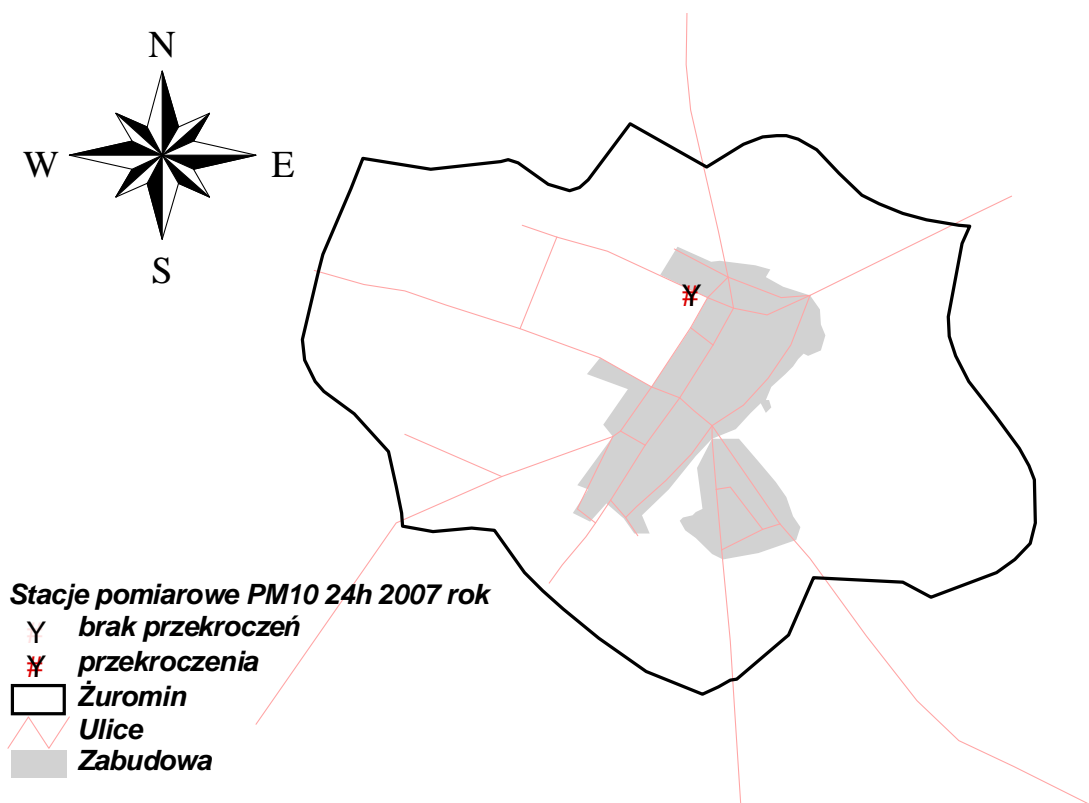 N
W
E
S
Stacje pomiarowe PM10 24h 2007 rok
brak przekroczeń
przekroczenia
Żuromin
Ulice
Zabudowa